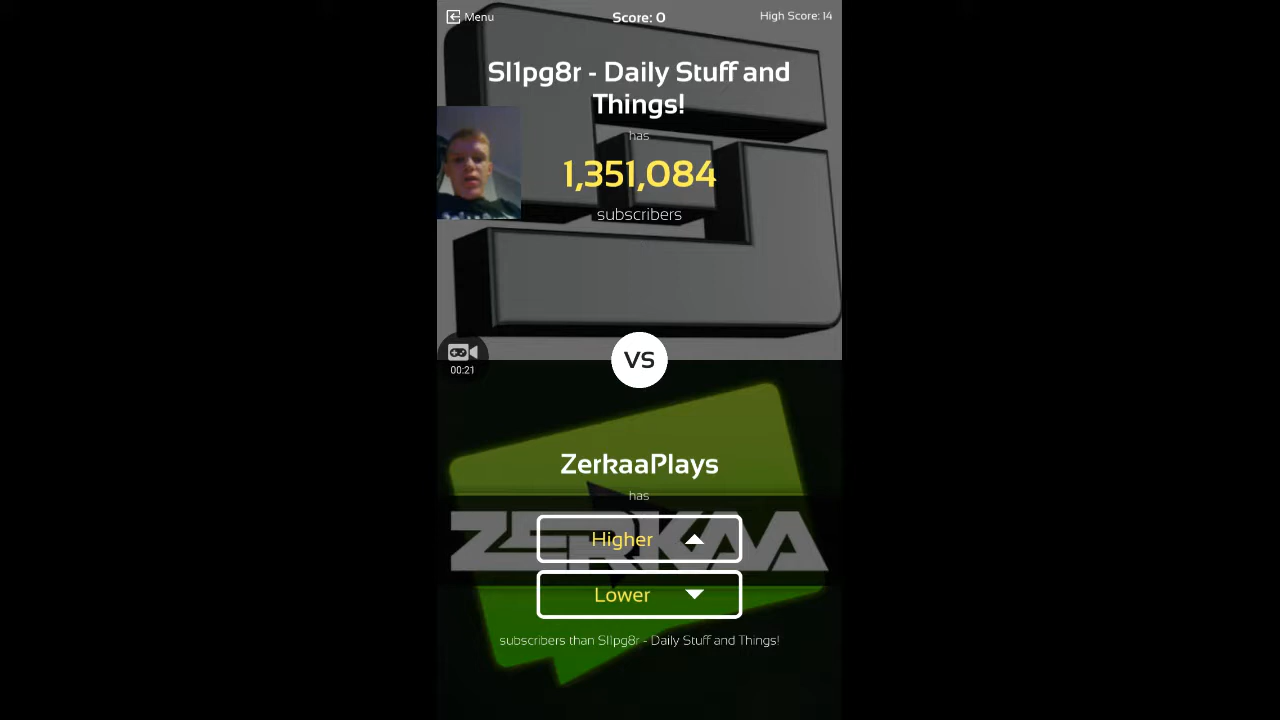 Menu
Score: 0
High Score: 14
Sl1pg8r - Daily Stuff and
Things!
has
1,351,084
subscribers
00:21
VS
ZerkaaPlays
has
ZERKAA
Higher
Lower
subscribers than Sl1pg8r - Daily Stuff and Things!